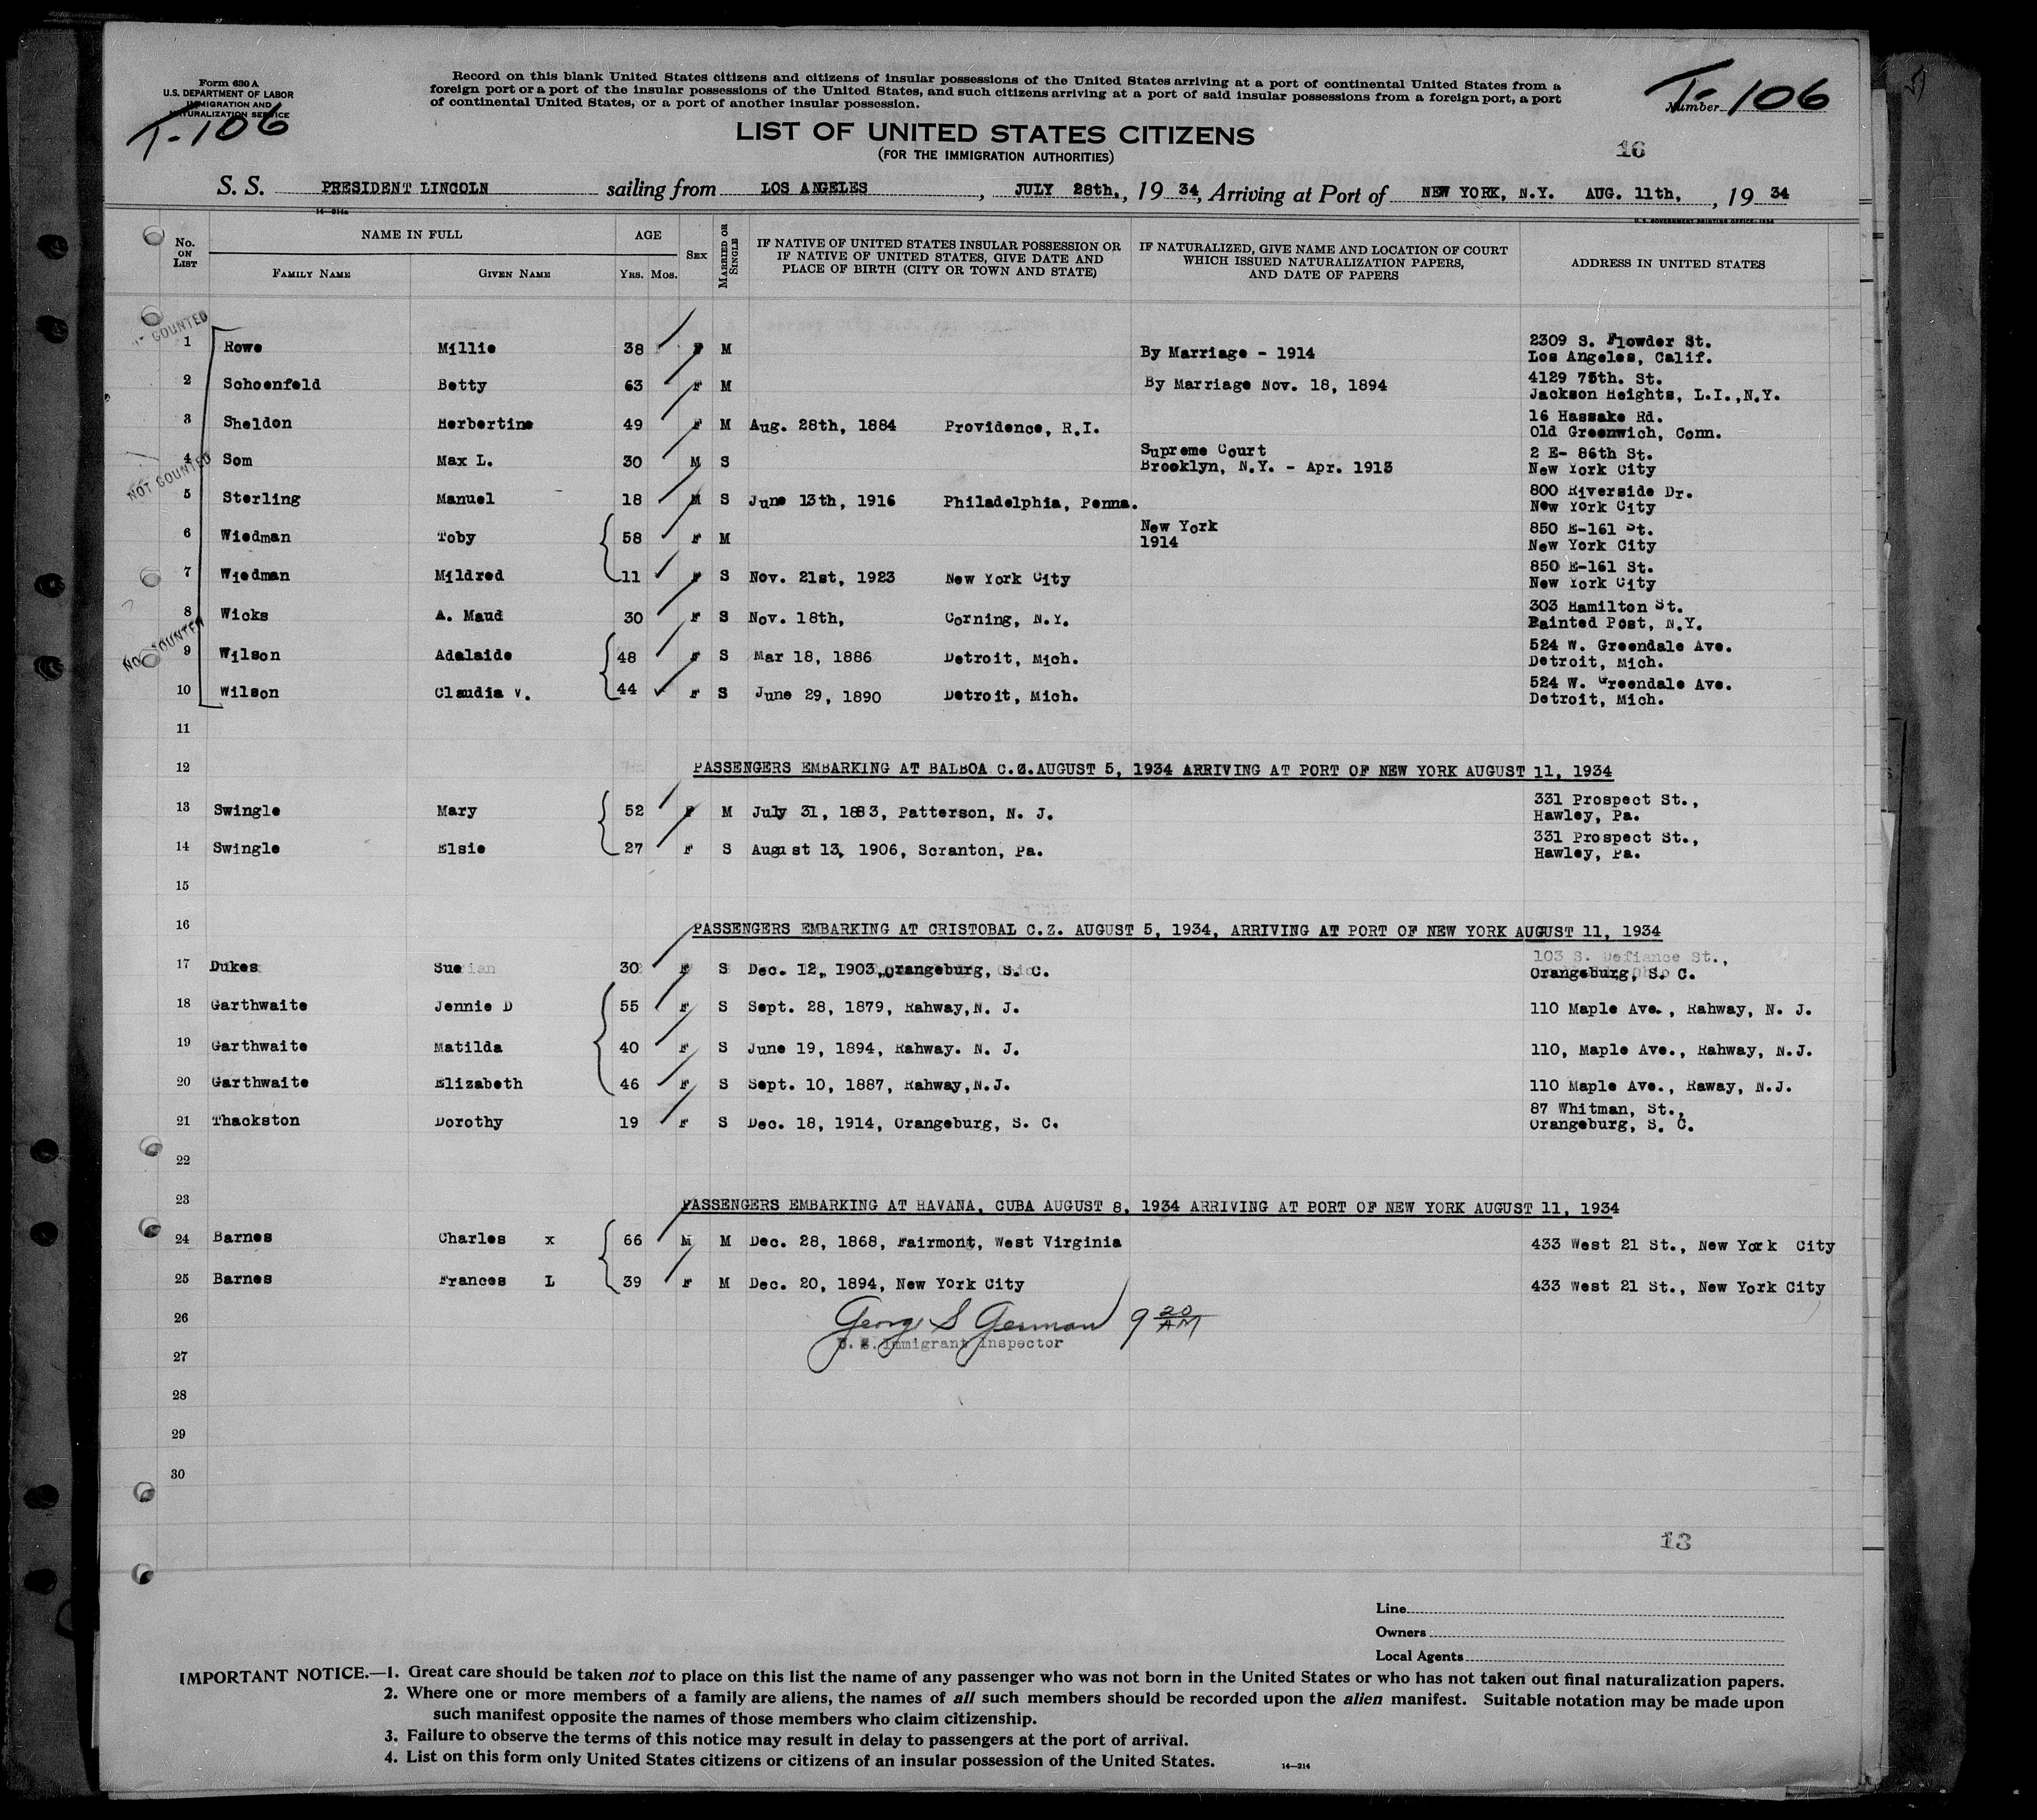 Form 630 A
U.S. DEPARTMENT OF LABOR
IMMIGRATION AND
NATURALIZATION SERVICE
T-106
Record on this blank United States citizens and citizens of insular possessions of the United States arriving at a port of continental United States from a
foreign port or a port of the insular possessions of the United States, and such citizens arriving at a port of said insular possessions from a foreign port, a port
of continental United States, or a port of another insular possession.
Number T-106
LIST OF UNITED STATES CITIZENS
(FOR THE IMMIGRATION AUTHORITIES)
16
S. S. PRESIDENT LINCOLN sailing from LOS ANGELES, JULY 28th., 19 34, Arriving at Port of NEW YORK, N.Y. AUG. 11th, , 19 34
14-214a
U. S. GOVERNMENT PRINTING OFFICE: 1934
No. ON LIST
NAME IN FULL
FAMILY NAME GIVEN NAME
AGE
YRS. MOS.
SEX
MARRIED OR SINGLE
IF NATIVE OF UNITED STATES INSULAR POSSESSION OR
IF NATIVE OF UNITED STATES, GIVE DATE AND
PLACE OF BIRTH (CITY OR TOWN AND STATE)
IF NATURALIZED, GIVE NAME AND LOCATION OF COURT
WHICH ISSUED NATURALIZATION PAPERS,
AND DATE OF PAPERS
ADDRESS IN UNITED STATES
COUNTED
1 Rowe Millie 38 F M By Marriage - 1914 2309 S. Flowder St.
Los Angeles, Calif.
2 Schoenfeld Betty 63 F M By Marriage Nov. 18, 1894 4129 75th. St.
Jackson Heights, L.I.,N.Y.
3 Sheldon Herbertine 49 F M Aug. 28th, 1884 Providence, R.I. 16 Hassake Rd.
Old Greenwich, Conn.
4 Som Max L. 30 M S Supreme Court
Brooklyn, N.Y. - Apr. 1913 2 E- 86th St.
New York City
NOT COUNTED
5 Sterling Manuel 18 M S June 13th, 1916 Philadelphia, Penna. 800 Riverside Dr.
New York City
6 Wiedman Toby 58 F M New York
1914 850 E-161 St.
New York City
7 Wiedman Mildred 11 F S Nov. 21st, 1923 New York City 850 E-161 St.
New York City
8 Wicks A. Maud 30 F S Nov. 18th, Corning, N.Y. 303 Hamilton St.
Painted Post, N.Y.
NOT COUNTED
9 Wilson Adelaide 48 F S Mar 18, 1886 Detroit, Mich. 524 W. Greendale Ave.
Detroit, Mich.
10 Wilson Claudia V. 44 F S June 29, 1890 Detroit, Mich. 524 W. Greendale Ave.
Detroit, Mich.
11
12 PASSENGERS EMBARKING AT BALBOA C.Z.AUGUST 5, 1934 ARRIVING AT PORT OF NEW YORK AUGUST 11, 1934
13 Swingle Mary 52 F M July 31, 1883, Patterson, N. J. 331 Prospect St.,
Hawley, Pa.
14 Swingle Elsie 27 F S August 13, 1906, Scranton, Pa. 331 Prospect St.,
Hawley, Pa.
15
16 PASSENGERS EMBARKING AT CRISTOBAL C.Z. AUGUST 5, 1934, ARRIVING AT PORT OF NEW YORK AUGUST 11, 1934
17 Dukes Sue 30 F S Dec. 12, 1903, Orangeburg, S. C. 103 S. Defiance St.,
Orangeburg, S. C.
18 Garthwaite Jennie D 55 F S Sept. 28, 1879, Rahway,N. J. 110 Maple Ave., Rahway, N. J.
19 Garthwaite Matilda 40 F S June 19, 1894, Rahway. N. J. 110, Maple Ave., Rahway, N.J.
20 Garthwaite Elizabeth 46 F S Sept. 10, 1887, Rahway,N.J. 110 Maple Ave., Raway, N.J.
21 Thackston Dorothy 19 F S Dec. 18, 1914, Orangeburg, S. C. 87 Whitman, St.,
Orangeburg, S. C.
22
23 PASSENGERS EMBARKING AT HAVANA, CUBA AUGUST 8, 1934 ARRIVING AT PORT OF NEW YORK AUGUST 11, 1934
24 Barnes Charles x 66 M M Dec. 28, 1868, Fairmont, West Virginia 433 West 21 St., New York City
25 Barnes Frances L 39 F M Dec. 20, 1894, New York City 433 West 21 St., New York City
26 George S German 9 20 AM
U. S. Immigrant Inspector
27
28
29
30
13
Line
Owners
Local Agents
IMPORTANT NOTICE.—1. Great care should be taken not to place on this list the name of any passenger who was not born in the United States or who has not taken out final naturalization papers.
2. Where one or more members of a family are aliens, the names of all such members should be recorded upon the alien manifest. Suitable notation may be made upon
such manifest opposite the names of those members who claim citizenship.
3. Failure to observe the terms of this notice may result in delay to passengers at the port of arrival.
4. List on this form only United States citizens or citizens of an insular possession of the United States.
14—214